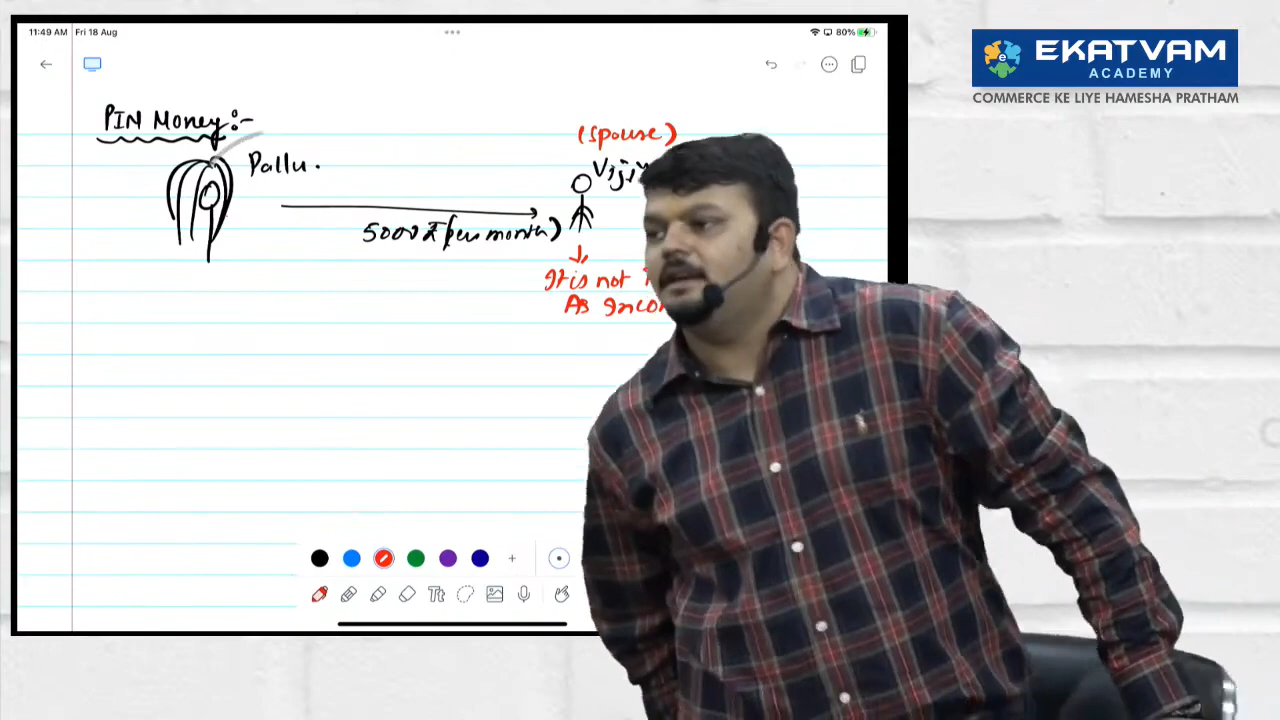 11:49 AM Fri 18 Aug
80%
EKATVAM
ACADEMY
COMMERCE KE LIYE HAMESHA PRATHAM
PIN Money :-
(Spouse)
Pallu.
5000 ₹ (per month)
It is not
As
Tt